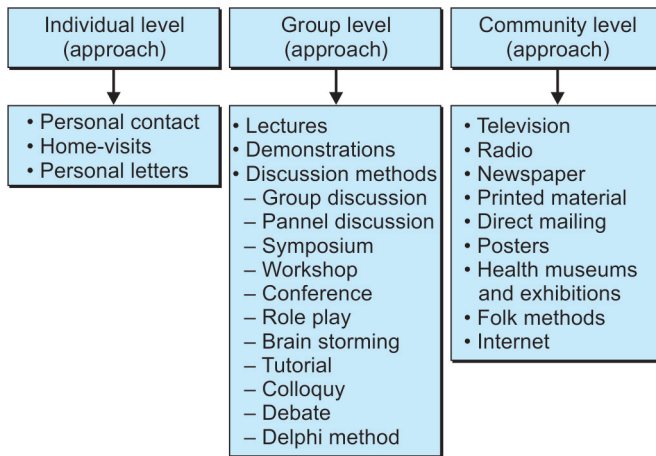 Individual level
(approach)
• Personal contact
• Home-visits
• Personal letters
Group level
(approach)
• Lectures
• Demonstrations
• Discussion methods
– Group discussion
– Pannel discussion
– Symposium
– Workshop
– Conference
– Role play
– Brain storming
– Tutorial
– Colloquy
– Debate
– Delphi method
Community level
(approach)
• Television
• Radio
• Newspaper
• Printed material
• Direct mailing
• Posters
• Health museums
and exhibitions
• Folk methods
• Internet